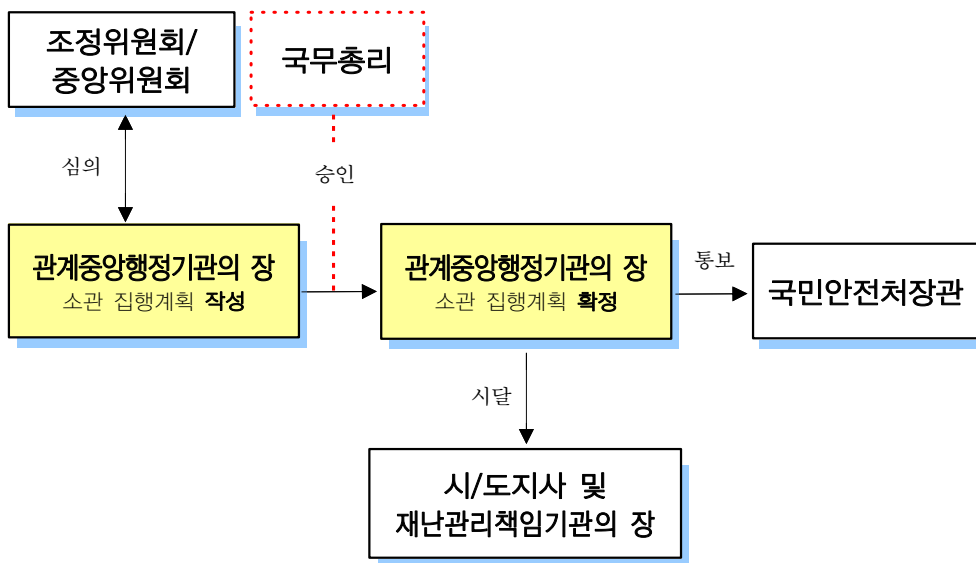 조정위원회/
중앙위원회
국무총리
심의
승인
관계중앙행정기관의 장
소관 집행계획 작성
관계중앙행정기관의 장
소관 집행계획 확정
통보
국민안전처장관
시달
시/도지사 및
재난관리책임기관의 장